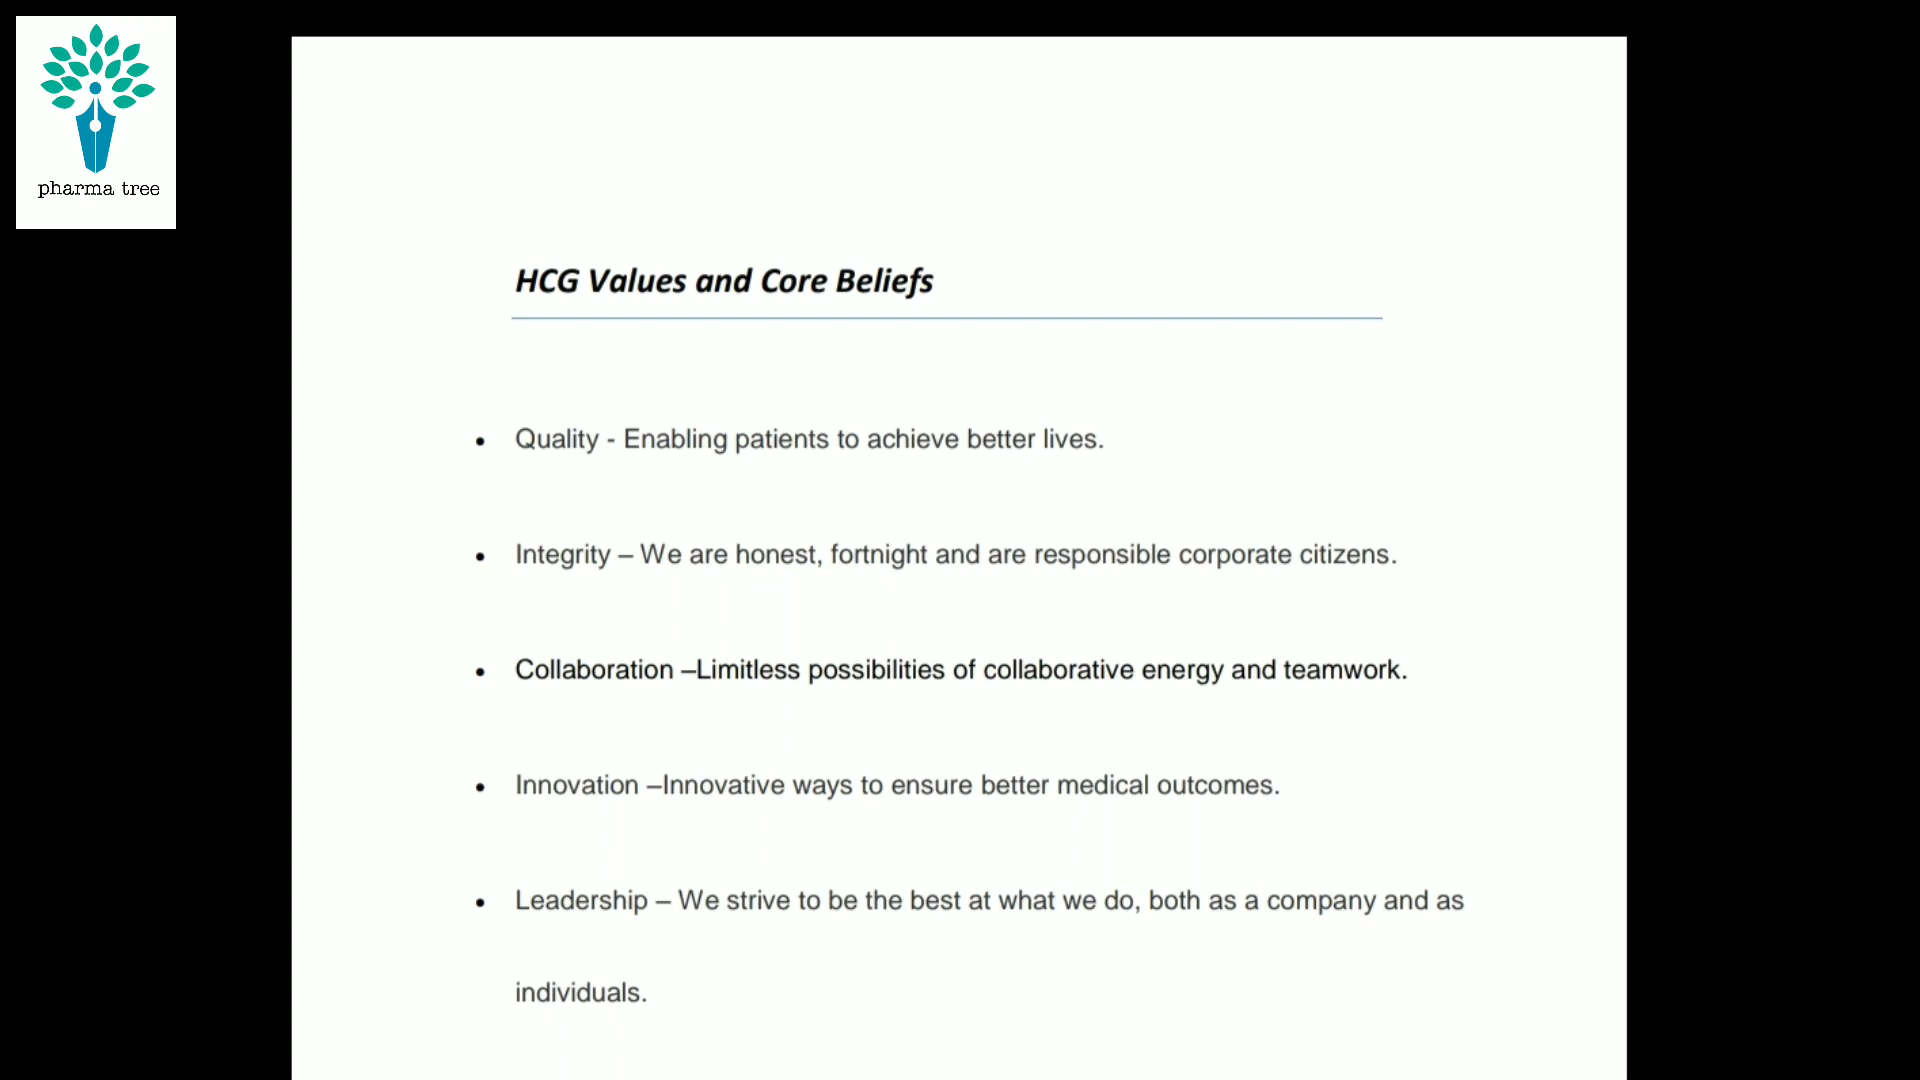 pharma tree
HCG Values and Core Beliefs
• Quality - Enabling patients to achieve better lives.
• Integrity – We are honest, fortnight and are responsible corporate citizens.
• Collaboration –Limitless possibilities of collaborative energy and teamwork.
• Innovation –Innovative ways to ensure better medical outcomes.
• Leadership – We strive to be the best at what we do, both as a company and as
individuals.